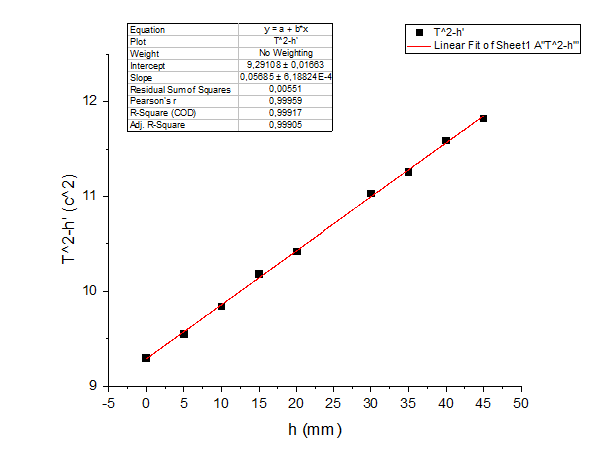 Equation y = a + b*x
Plot T^2-h'
Weight No Weighting
Intercept 9,29108 ± 0,01663
Slope 0,05685 ± 6,18824E-4
Residual Sum of Squares 0,00551
Pearson's r 0,99959
R-Square (COD) 0,99917
Adj. R-Square 0,99905
T^2-h'
Linear Fit of Sheet1 A"T^2-h'"
12
11
10
9
T^2-h' (c^2)
-5 0 5 10 15 20 30 35 40 45 50
h (mm)